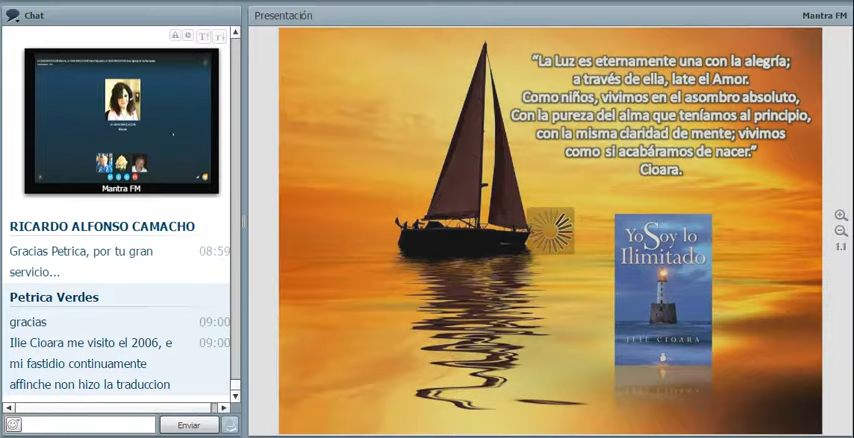 Chat
Mantra FM
RICARDO ALFONSO CAMACHO
Gracias Petrica, por tu gran 08:59
servicio...
Petrica Verdes
gracias 09:00
Ilie Cioara me visito el 2006, e 09:00
mi fastidio continuamente
affinche non hizo la traduccion
Enviar
Presentación
Mantra FM
“La Luz es eternamente una con la alegría;
a través de ella, late el Amor.
Como niños, vivimos en el asombro absoluto,
Con la pureza del alma que teníamos al principio,
con la misma claridad de mente; vivimos
como si acabáramos de nacer.”
Cioara.
Yo Soy lo
Ilimitado
ILIE CIOARA
1:1